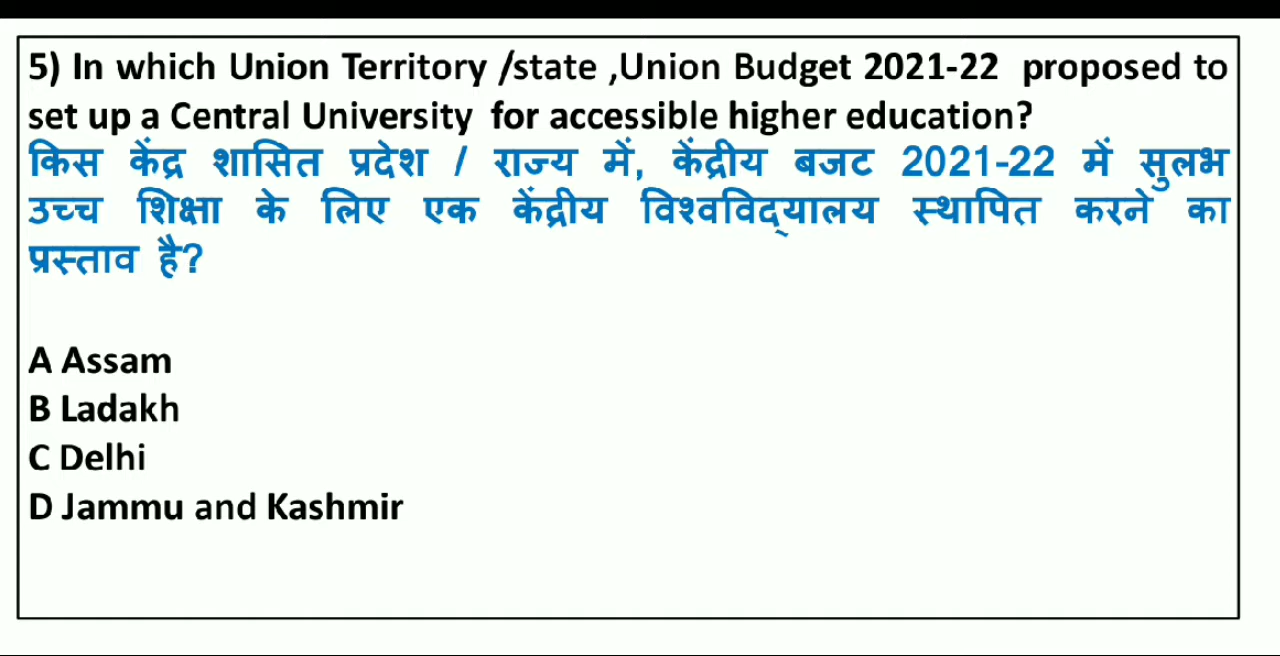 5) In which Union Territory /state ,Union Budget 2021-22 proposed to
set up a Central University for accessible higher education?
किस केंद्र शासित प्रदेश / राज्य में, केंद्रीय बजट 2021-22 में सुलभ
उच्च शिक्षा के लिए एक केंद्रीय विश्वविद्यालय स्थापित करने का
प्रस्ताव है?
A Assam
B Ladakh
C Delhi
D Jammu and Kashmir